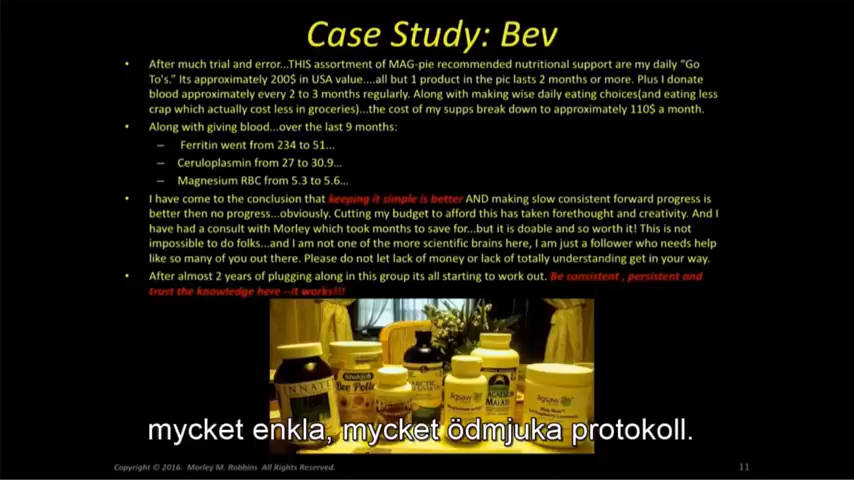 Case Study: Bev
• After much trial and error...THIS assortment of MAG-pie recommended nutritional support are my daily “Go
To's.” Its approximately 200$ in USA value....all but 1 product in the pic lasts 2 months or more. Plus I donate
blood approximately every 2 to 3 months regularly. Along with making wise daily eating choices(and eating less
crap which actually cost less in groceries)...the cost of my supps break down to approximately 110$ a month.
• Along with giving blood...over the last 9 months:
– Ferritin went from 234 to 51...
– Ceruloplasmin from 27 to 30.9...
– Magnesium RBC from 5.3 to 5.6...
• I have come to the conclusion that keeping it simple is better AND making slow consistent forward progress is
better then no progress...obviously. Cutting my budget to afford this has taken forethought and creativity. And I
have had a consult with Morley which took months to save for...but it is doable and so worth it! This is not
impossible to do folks...and I am not one of the more scientific brains here, I am just a follower who needs help
like so many of you out there. Please do not let lack of money or lack of totally understanding get in your way.
• After almost 2 years of plugging along in this group its all starting to work out. Be consistent , persistent and
trust the knowledge here --it works!!!
INNATE
Bee
ARCTIC
Jigsaw
MAGNESIUM
MALATE
Jigsaw
mycket enkla, mycket ödmjuka protokoll.
Copyright © 2016. Morley M. Robbins All Rights Reserved.
11